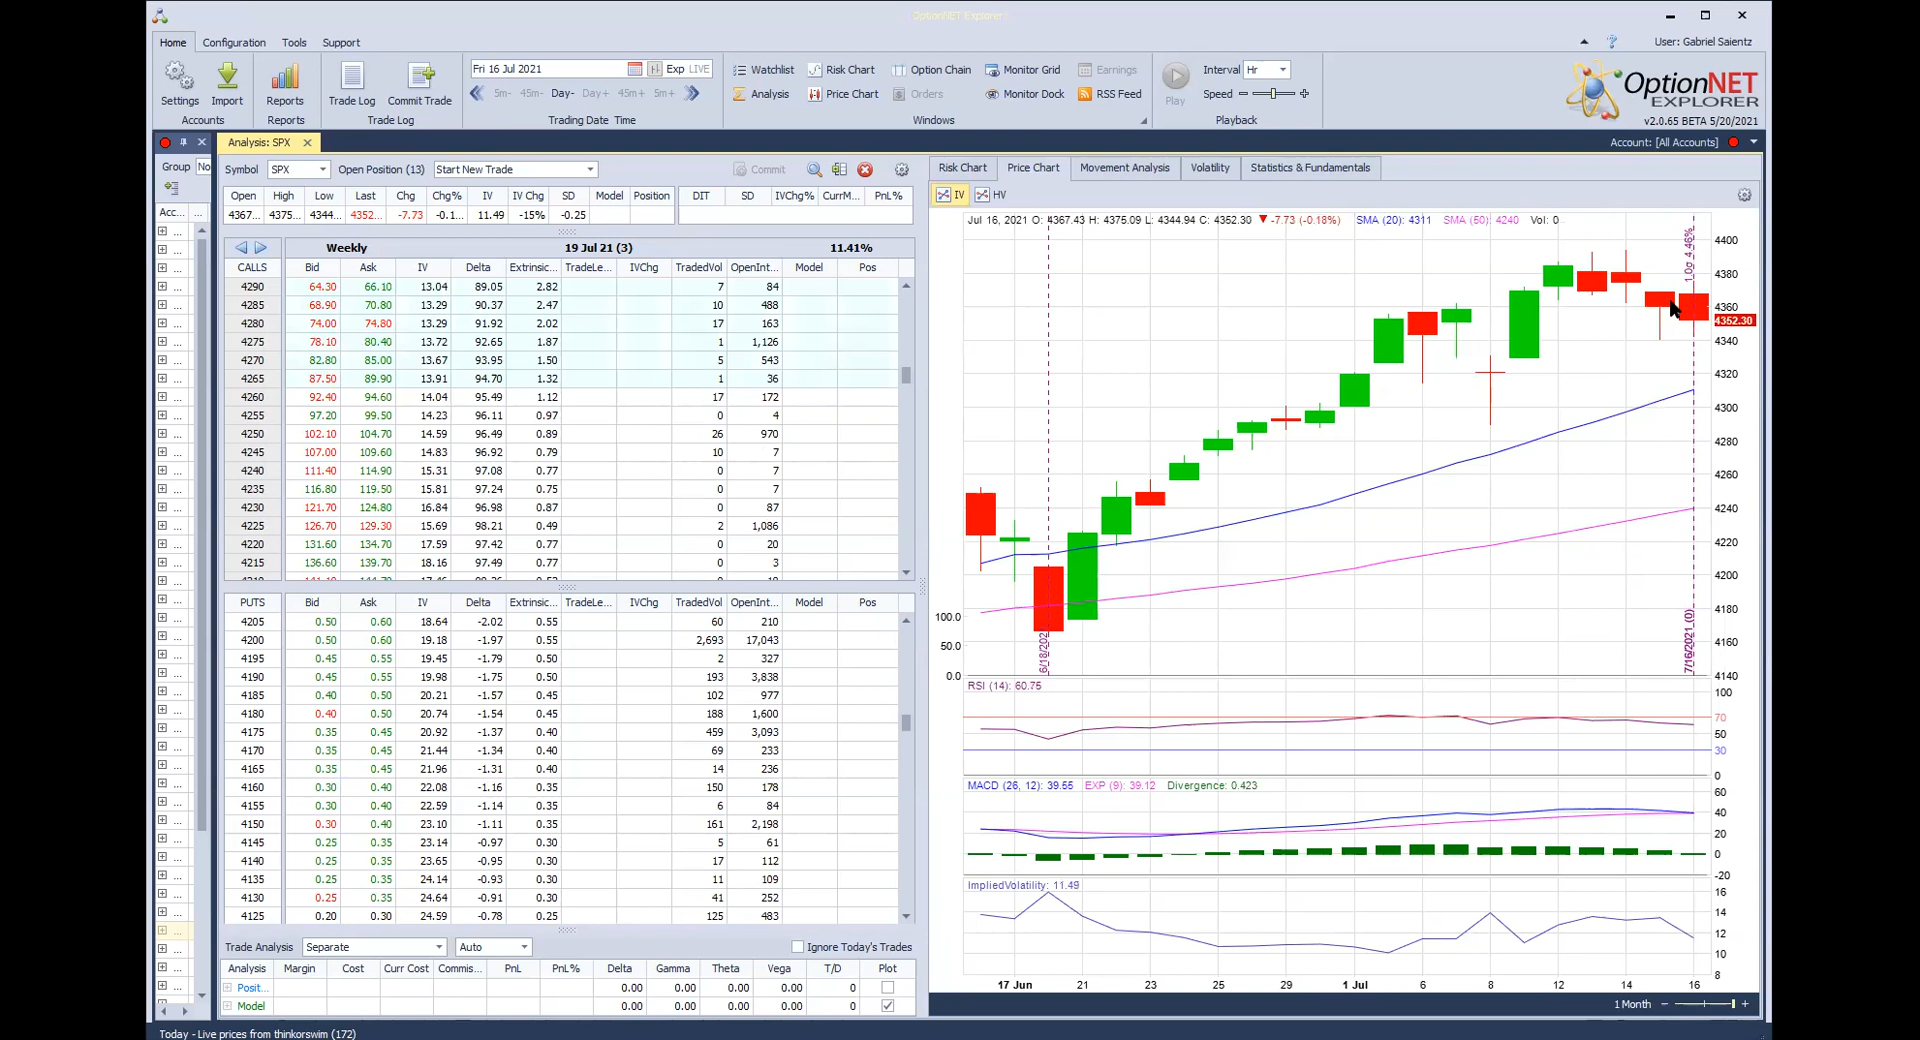 OptionNET Explorer
Home Configuration Tools Support
User: Gabriel Saientz
Settings Import Reports Trade Log Commit Trade
Accounts Reports Trade Log
Fri 16 Jul 2021 Exp LIVE
5m- 45m- Day- Day+ 45m+ 5m+
Trading Date Time
Watchlist Risk Chart Option Chain Monitor Grid Earnings
Analysis Price Chart Orders Monitor Dock RSS Feed
Windows
Play Interval Hr
Speed
Playback
OptionNET
EXPLORER
v2.0.65 BETA 5/20/2021
Analysis: SPX
Account: [All Accounts]
Group No
Acc... ...
Symbol SPX Open Position (13) Start New Trade Commit
Open High Low Last Chg Chg% IV IV Chg SD Model Position DIT SD IVChg% CurrM... PnL%
4367... 4375... 4344... 4352... -7.73 -0.1... 11.49 -15% -0.25
Weekly 19 Jul 21 (3) 11.41%
CALLS Bid Ask IV Delta Extrinsic... TradeLe... IVChg TradedVol OpenInt... Model Pos
4290 64.30 66.10 13.04 89.05 2.82 7 84
4285 68.90 70.80 13.29 90.37 2.47 10 488
4280 74.00 74.80 13.29 91.92 2.02 17 163
4275 78.10 80.40 13.72 92.65 1.87 1 1,126
4270 82.80 85.00 13.67 93.95 1.50 5 543
4265 87.50 89.90 13.91 94.70 1.32 1 36
4260 92.40 94.60 14.04 95.49 1.12 17 172
4255 97.20 99.50 14.23 96.11 0.97 0 4
4250 102.10 104.70 14.59 96.49 0.89 26 970
4245 107.00 109.60 14.83 96.92 0.79 10 7
4240 111.40 114.90 15.31 97.08 0.77 0 7
4235 116.80 119.50 15.81 97.24 0.75 0 7
4230 121.70 124.80 16.84 96.98 0.87 0 87
4225 126.70 129.30 15.69 98.21 0.49 2 1,086
4220 131.60 134.70 17.59 97.42 0.77 0 20
4215 136.60 139.70 18.16 97.49 0.77 0 3
PUTS Bid Ask IV Delta Extrinsic... TradeLe... IVChg TradedVol OpenInt... Model Pos
4205 0.50 0.60 18.64 -2.02 0.55 60 210
4200 0.50 0.60 19.18 -1.97 0.55 2,693 17,043
4195 0.45 0.55 19.45 -1.79 0.50 2 327
4190 0.45 0.55 19.98 -1.75 0.50 193 3,838
4185 0.40 0.50 20.21 -1.57 0.45 102 977
4180 0.40 0.50 20.74 -1.54 0.45 188 1,600
4175 0.35 0.45 20.92 -1.37 0.40 459 3,093
4170 0.35 0.45 21.44 -1.34 0.40 69 233
4165 0.35 0.45 21.96 -1.31 0.40 14 236
4160 0.30 0.40 22.08 -1.16 0.35 150 178
4155 0.30 0.40 22.59 -1.14 0.35 6 84
4150 0.30 0.40 23.10 -1.11 0.35 161 2,198
4145 0.25 0.35 23.14 -0.97 0.30 5 61
4140 0.25 0.35 23.65 -0.95 0.30 17 112
4135 0.25 0.35 24.14 -0.93 0.30 11 109
4130 0.25 0.35 24.64 -0.91 0.30 41 252
4125 0.20 0.30 24.59 -0.78 0.25 125 483
Trade Analysis Separate Auto Ignore Today's Trades
Analysis Margin Cost Curr Cost Commis... PnL PnL% Delta Gamma Theta Vega T/D Plot
Posit... 0.00 0.00 0.00 0.00 0
Model 0.00 0.00 0.00 0.00 0
Today - Live prices from thinkorswim (172)
Risk Chart Price Chart Movement Analysis Volatility Statistics & Fundamentals
IV HV
Jul 16, 2021 O: 4367.43 H: 4375.09 L: 4344.94 C: 4352.30 -7.73 (-0.18%) SMA (20): 4311 SMA (50): 4240 Vol: 0
1.0σ 4.46%
4400
4380
4360
4352.30
4340
4320
4300
4280
4260
4240
4220
4200
4180
4160
4140
100.0
50.0
0.0
6/18/202
7/16/2021 (0)
RSI (14): 60.75
100
70
50
30
0
MACD (26, 12): 39.55 EXP (9): 39.12 Divergence: 0.423
60
40
20
0
-20
ImpliedVolatility: 11.49
16
14
12
10
8
17 Jun 21 23 25 29 1 Jul 6 8 12 14 16
1 Month